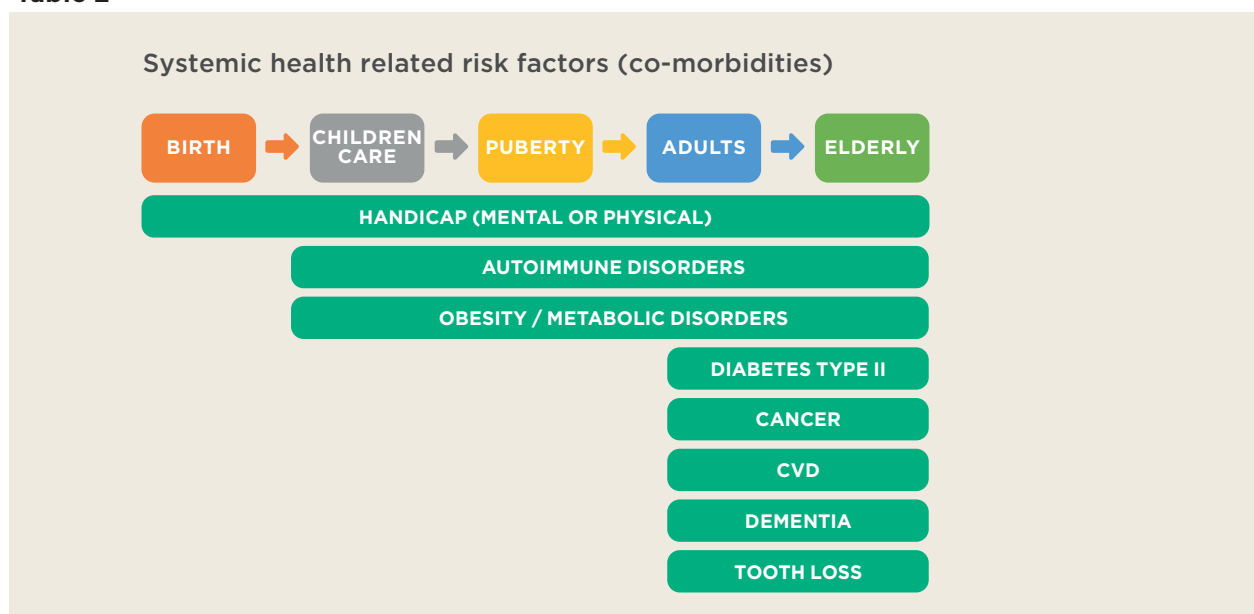 Systemic health related risk factors (co-morbidities)
BIRTH
CHILDREN
CARE
PUBERTY
ADULTS
ELDERLY
HANDICAP (MENTAL OR PHYSICAL)
AUTOIMMUNE DISORDERS
OBESITY / METABOLIC DISORDERS
DIABETES TYPE II
CANCER
CVD
DEMENTIA
TOOTH LOSS